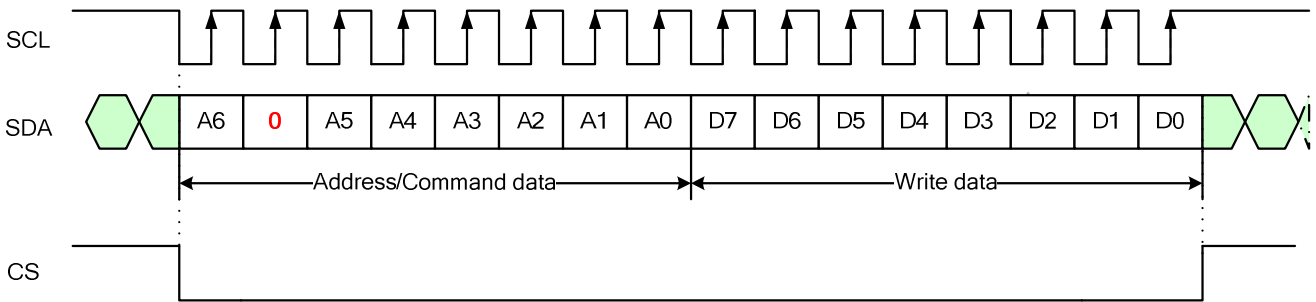 SCL
SDA A6 0 A5 A4 A3 A2 A1 A0 D7 D6 D5 D4 D3 D2 D1 D0
Address/Command data Write data
CS